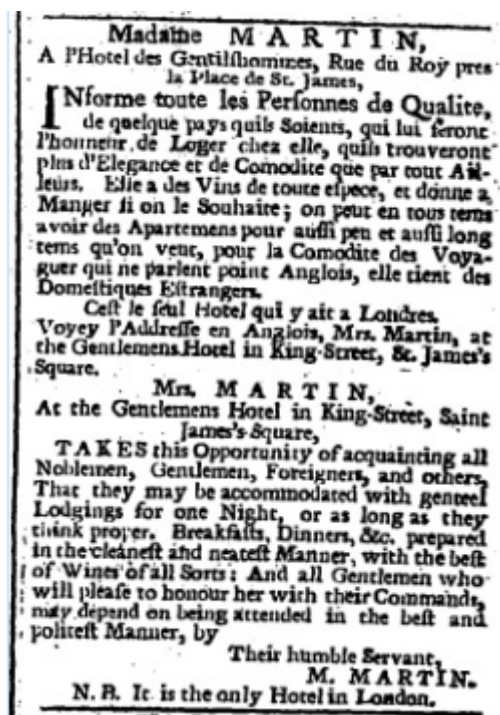 Madame MARTIN,
A l'Hotel des Gentilshommes, Rue du Roy pres
la Place de St. James,
INforme toute les Perſonnes de Qualite,
de quelque pays quils Soients, qui lui ſeront
l'honneur de Loger chez elle, quils trouveront
plus d'Elegance et de Comodite que par tout Ail-
leurs. Elle a des Vins de toute eſpece, et donne a
Manger ſi on le Souhaite; on peut en tous tems
avoir des Apartemens pour auſſi peu et auſſi long
tems qu'on veut, pour la Comodite des Voya-
guer qui ne parlent point Anglois, elle tient des
Domeſtiques Eſtrangers.
Ceſt le ſeul Hotel qui y ait a Londres.
Voyey l'Addreſſe en Anglois, Mrs. Martin, at
the Gentlemens Hotel in King-Street, St. James's
Square.
Mrs. MARTIN,
At the Gentlemens Hotel in King-Street, Saint
James's-Square,
TAKES this Opportunity of acquainting all
Noblemen, Gentlemen, Foreigners, and others,
That they may be accommodated with genteel
Lodgings for one Night, or as long as they
think proper. Breakfaſts, Dinners, &c. prepared
in the cleaneſt and neateſt Manner, with the beſt
of Wines of all Sorts: And all Gentlemen who
will pleaſe to honour her with their Commands,
may depend on being attended in the beſt and
politeſt Manner, by
Their humble Servant,
M. MARTIN.
N. B. It is the only Hotel in London.